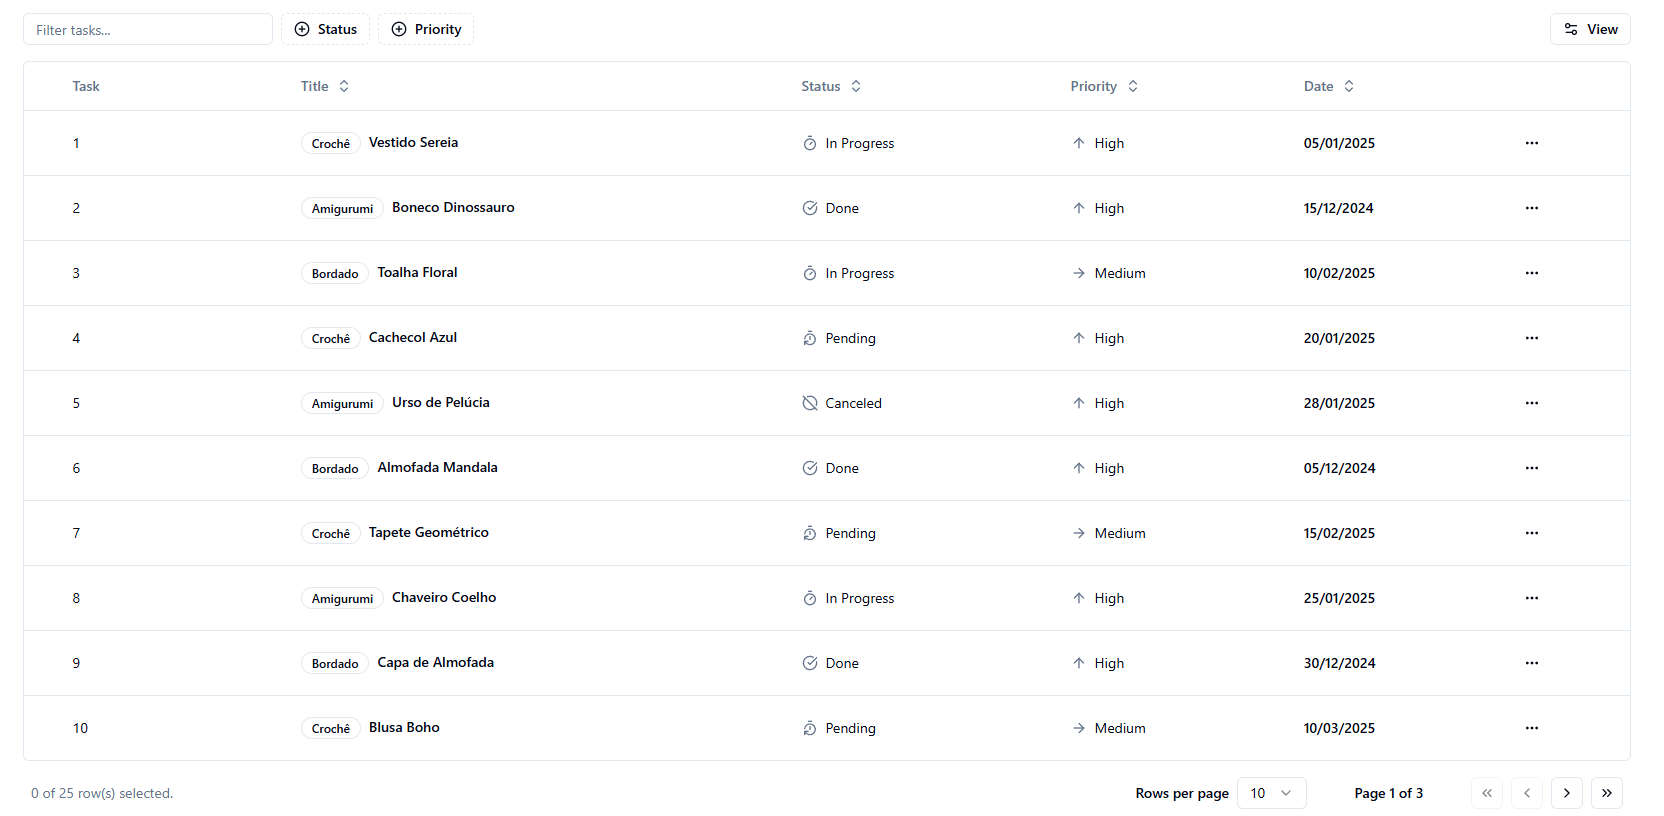 Filter tasks... Status Priority View
Task Title Status Priority Date
1 Crochê Vestido Sereia In Progress High 05/01/2025
2 Amigurumi Boneco Dinossauro Done High 15/12/2024
3 Bordado Toalha Floral In Progress Medium 10/02/2025
4 Crochê Cachecol Azul Pending High 20/01/2025
5 Amigurumi Urso de Pelúcia Canceled High 28/01/2025
6 Bordado Almofada Mandala Done High 05/12/2024
7 Crochê Tapete Geométrico Pending Medium 15/02/2025
8 Amigurumi Chaveiro Coelho In Progress High 25/01/2025
9 Bordado Capa de Almofada Done High 30/12/2024
10 Crochê Blusa Boho Pending Medium 10/03/2025
0 of 25 row(s) selected. Rows per page 10 Page 1 of 3